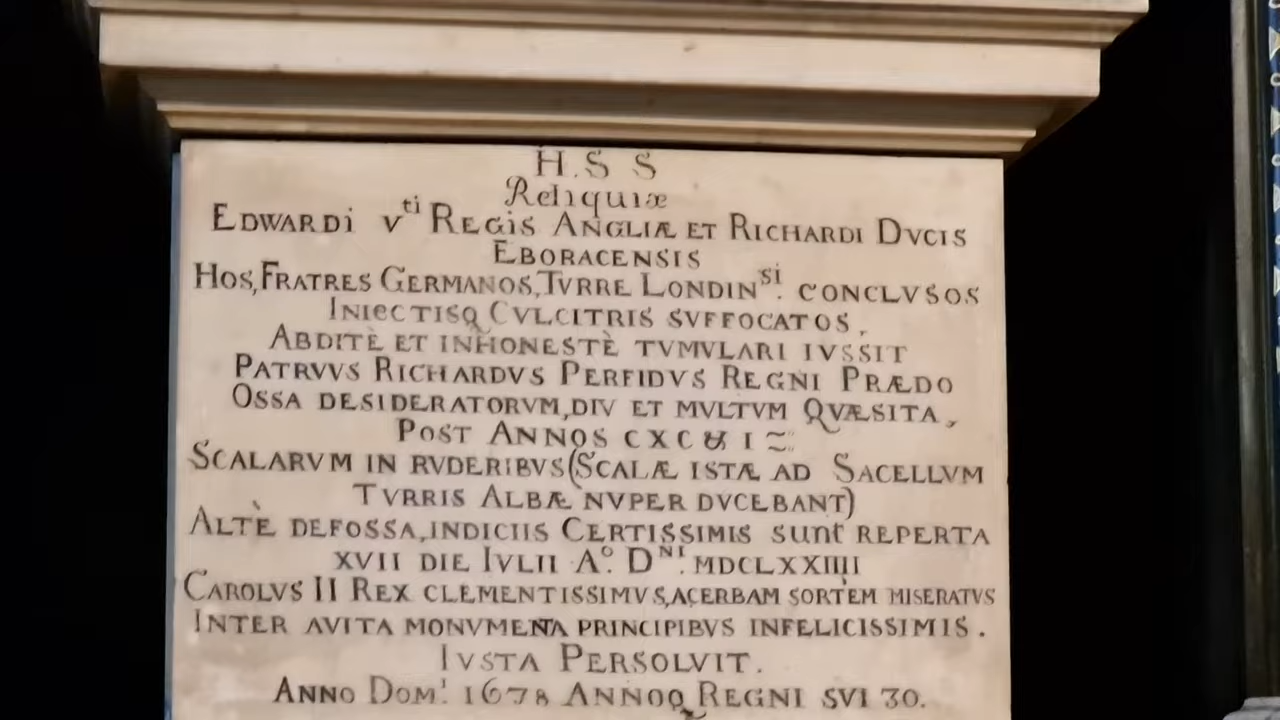 H.S S
Reliquiæ
EDWARDi Vti REGiS ANGLIÆ ET RICHARDI DVCIS
EBORACENSIS
HOS, FRATRES GERMANOS, TVRRE LONDINsi. CONCLVSOS
INIECTISQ CVLCITRIS SVFFOCATOS,
ABDITÈ ET INHONESTÈ TVMVLARI IVSSIT
PATRVVS RICHARDVS PERFIDVS REGNI PRÆDO
OSSA DESIDERATORVM, DIV ET MVLTVM QVÆSITA,
POST ANNOS CXC & I
SCALARVM IN RVDERIBVS (SCALÆ ISTÆ AD SACELLVM
TVRRIS ALBÆ NVPER DVCEBANT)
ALTÈ DEFOSSA, INDICIIS CERTISSIMIS sunt REPERTA
XVII DIE IVLII Ao. DNI. MDCLXXIIII
CAROLVS II REX CLEMENTISSIMVS, ACERBAM SORTEM MISERATVS
INTER AVITA MONVMENTA PRINCIPIBVS INFELICISSIMIS.
IVSTA PERSOLVIT.
ANNO DOMI. 1678 ANNOQ REGNI SVI 30.